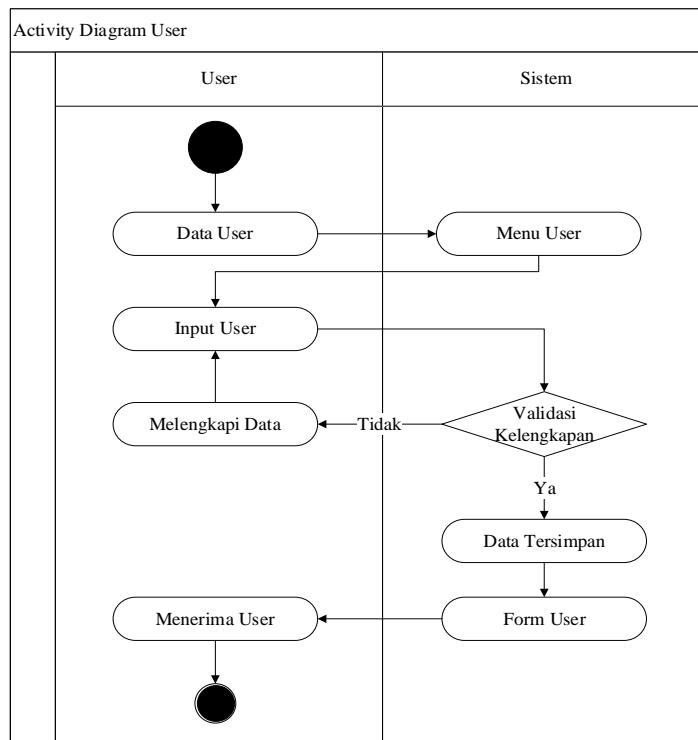 Activity Diagram User
User
Sistem
Data User
Menu User
Input User
Melengkapi Data
Tidak
Validasi
Kelengkapan
Ya
Data Tersimpan
Menerima User
Form User